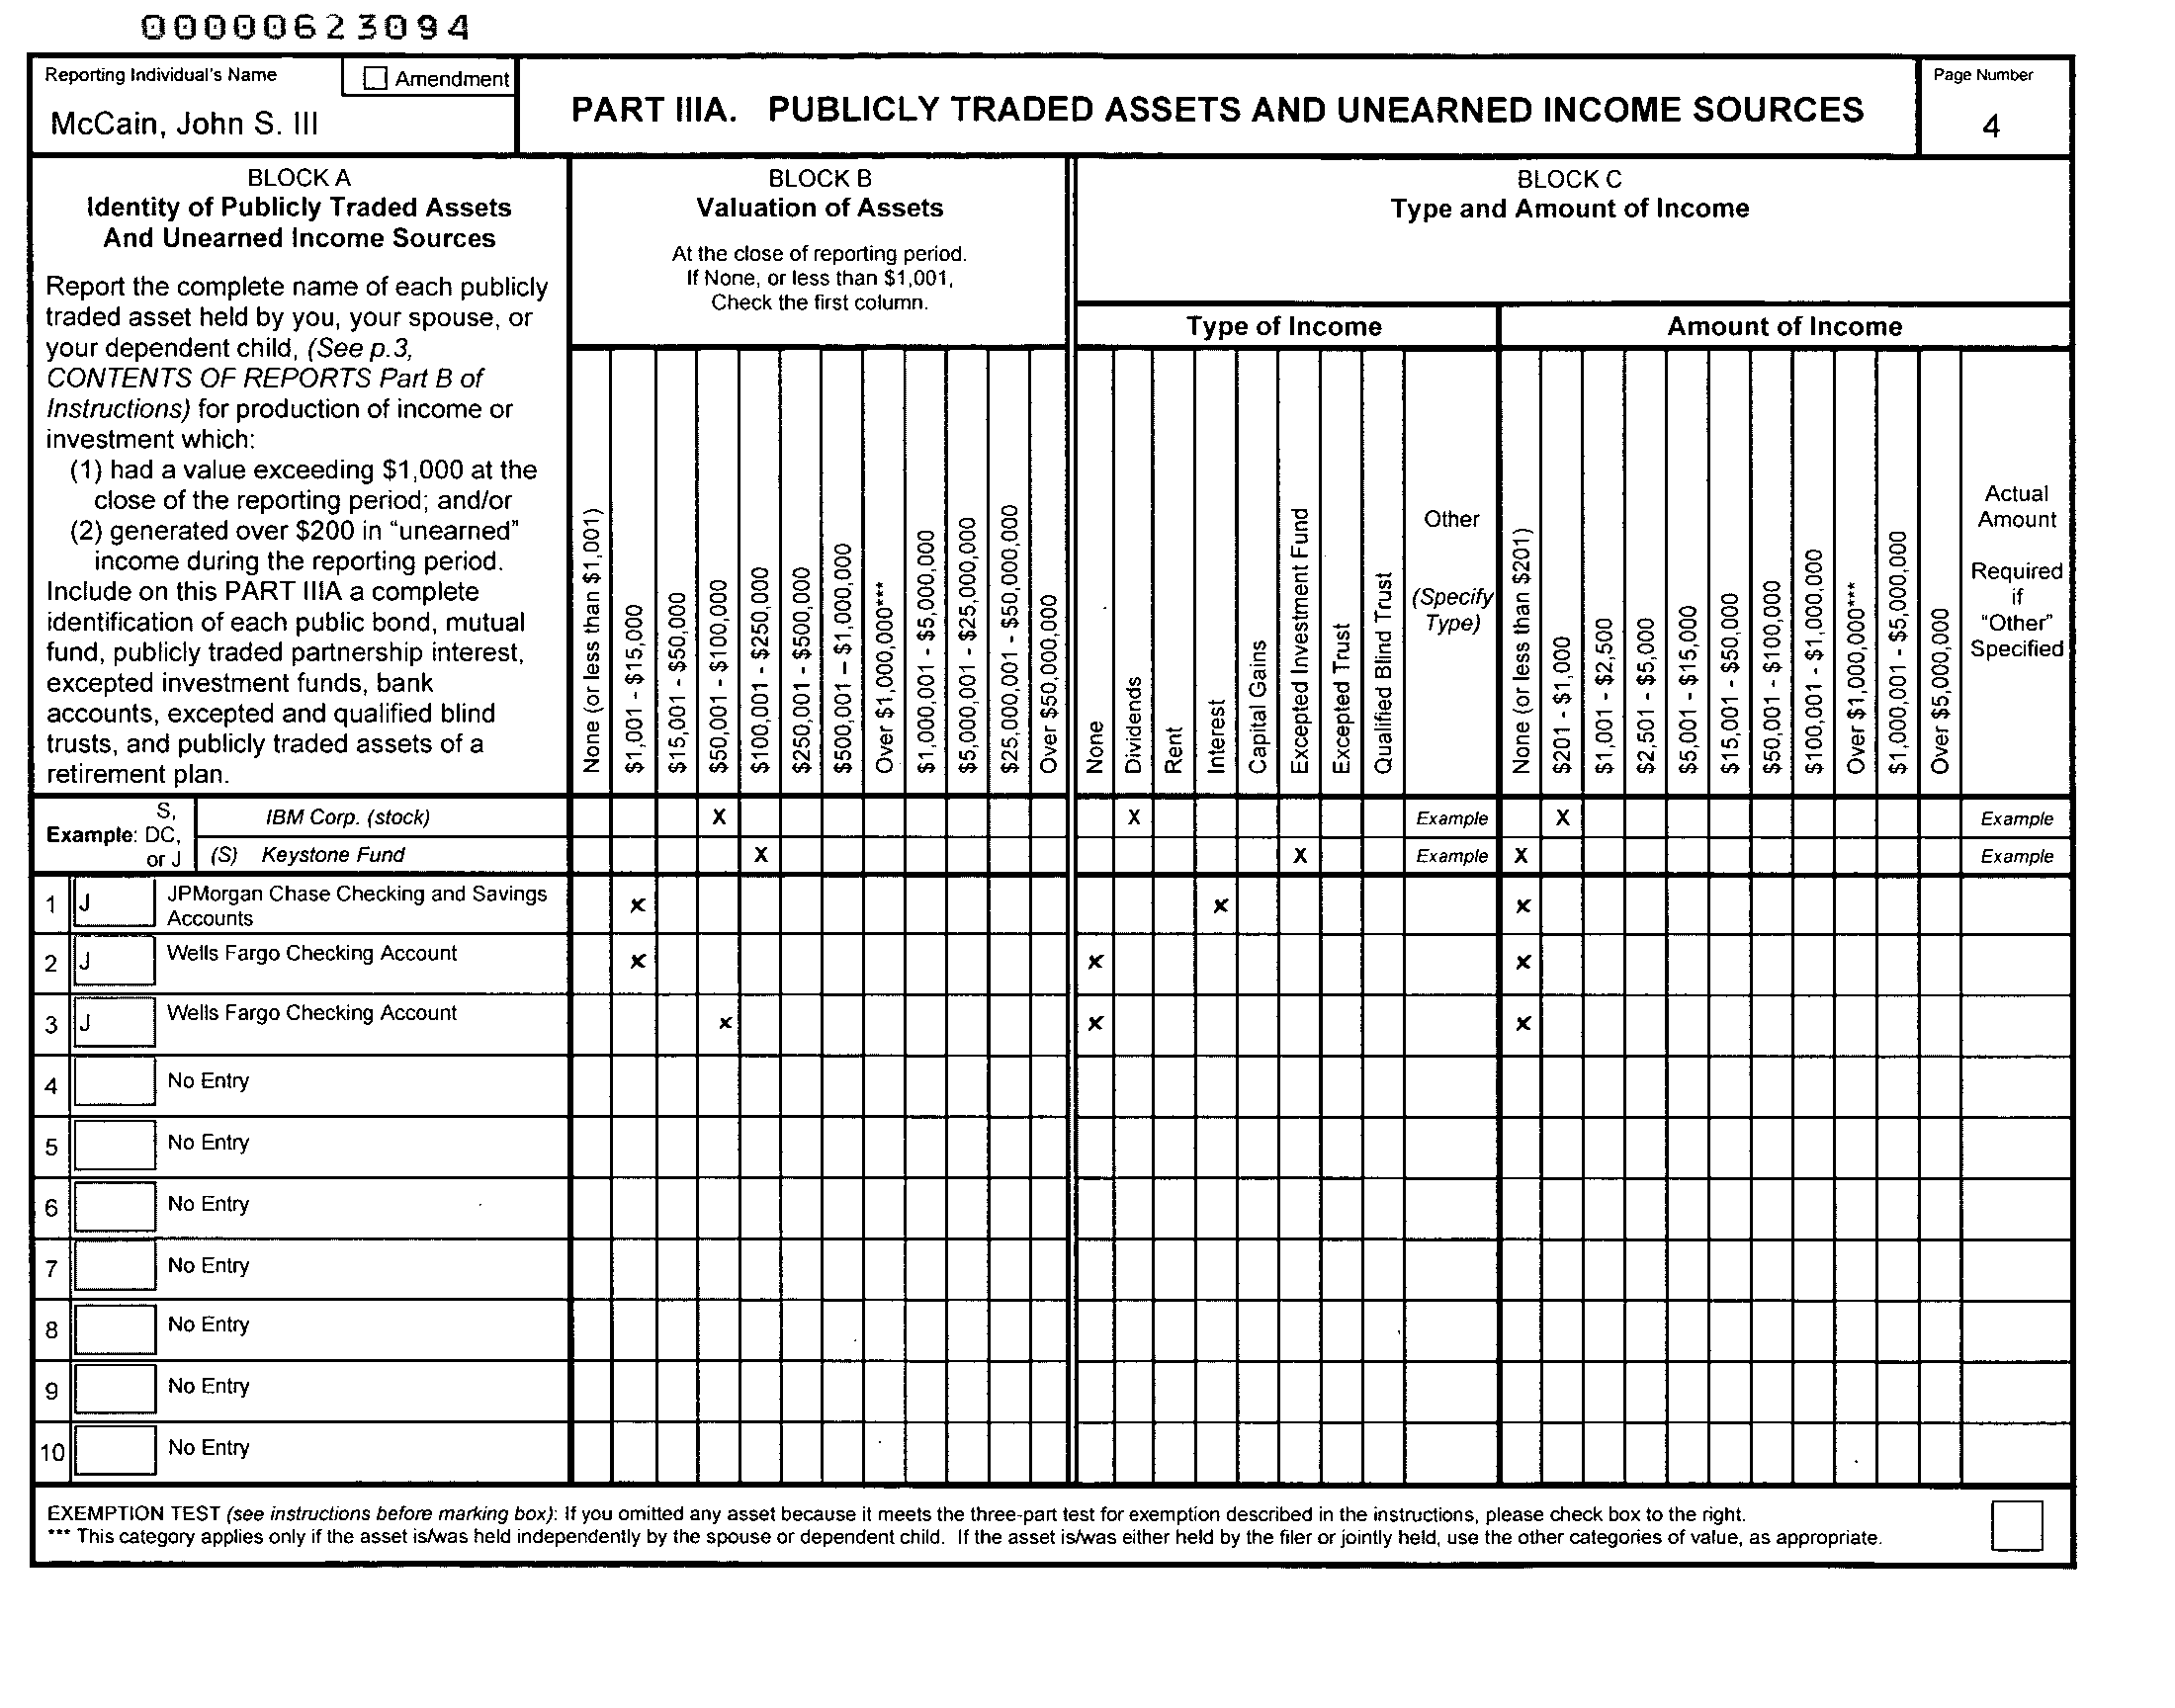 00000623094
Reporting Individual's Name
Amendment
McCain, John S. III
PART IIIA. PUBLICLY TRADED ASSETS AND UNEARNED INCOME SOURCES
Page Number
4
BLOCK A
Identity of Publicly Traded Assets
And Unearned Income Sources
Report the complete name of each publicly
traded asset held by you, your spouse, or
your dependent child, (See p.3,
CONTENTS OF REPORTS Part B of
Instructions) for production of income or
investment which:
(1) had a value exceeding $1,000 at the
close of the reporting period; and/or
(2) generated over $200 in "unearned"
income during the reporting period.
Include on this PART IIIA a complete
identification of each public bond, mutual
fund, publicly traded partnership interest,
excepted investment funds, bank
accounts, excepted and qualified blind
trusts, and publicly traded assets of a
retirement plan.
BLOCK B
Valuation of Assets
At the close of reporting period.
If None, or less than $1,001,
Check the first column.
None (or less than $1,001)
$1,001 - $15,000
$15,001 - $50,000
$50,001 - $100,000
$100,001 - $250,000
$250,001 - $500,000
$500,001 – $1,000,000
Over $1,000,000***
$1,000,001 - $5,000,000
$5,000,001 - $25,000,000
$25,000,001 - $50,000,000
Over $50,000,000
BLOCK C
Type and Amount of Income
Type of Income
None
Dividends
Rent
Interest
Capital Gains
Excepted Investment Fund
Excepted Trust
Qualified Blind Trust
Other
(Specify
Type)
Amount of Income
None (or less than $201)
$201 - $1,000
$1,001 - $2,500
$2,501 - $5,000
$5,001 - $15,000
$15,001 - $50,000
$50,001 - $100,000
$100,001 - $1,000,000
Over $1,000,000***
$1,000,001 - $5,000,000
Over $5,000,000
Actual
Amount
Required
if
"Other"
Specified
Example: S,
DC,
or J
IBM Corp. (stock) X X Example X Example
(S) Keystone Fund X X Example X Example
1 J JPMorgan Chase Checking and Savings
Accounts x x x
2 J Wells Fargo Checking Account x x x
3 J Wells Fargo Checking Account x x x
4 No Entry
5 No Entry
6 No Entry
7 No Entry
8 No Entry
9 No Entry
10 No Entry
EXEMPTION TEST (see instructions before marking box): If you omitted any asset because it meets the three-part test for exemption described in the instructions, please check box to the right.
*** This category applies only if the asset is/was held independently by the spouse or dependent child. If the asset is/was either held by the filer or jointly held, use the other categories of value, as appropriate.